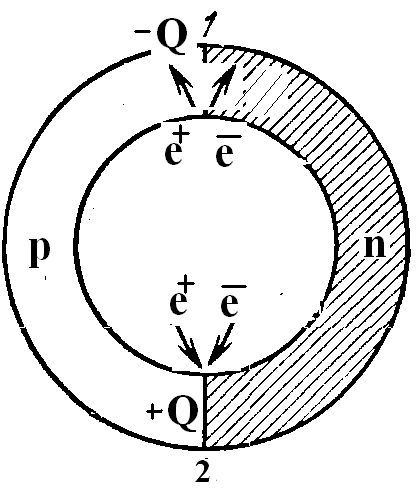 -Q 1
e⁺ e⁻
p n
e⁺ e⁻
+Q
2